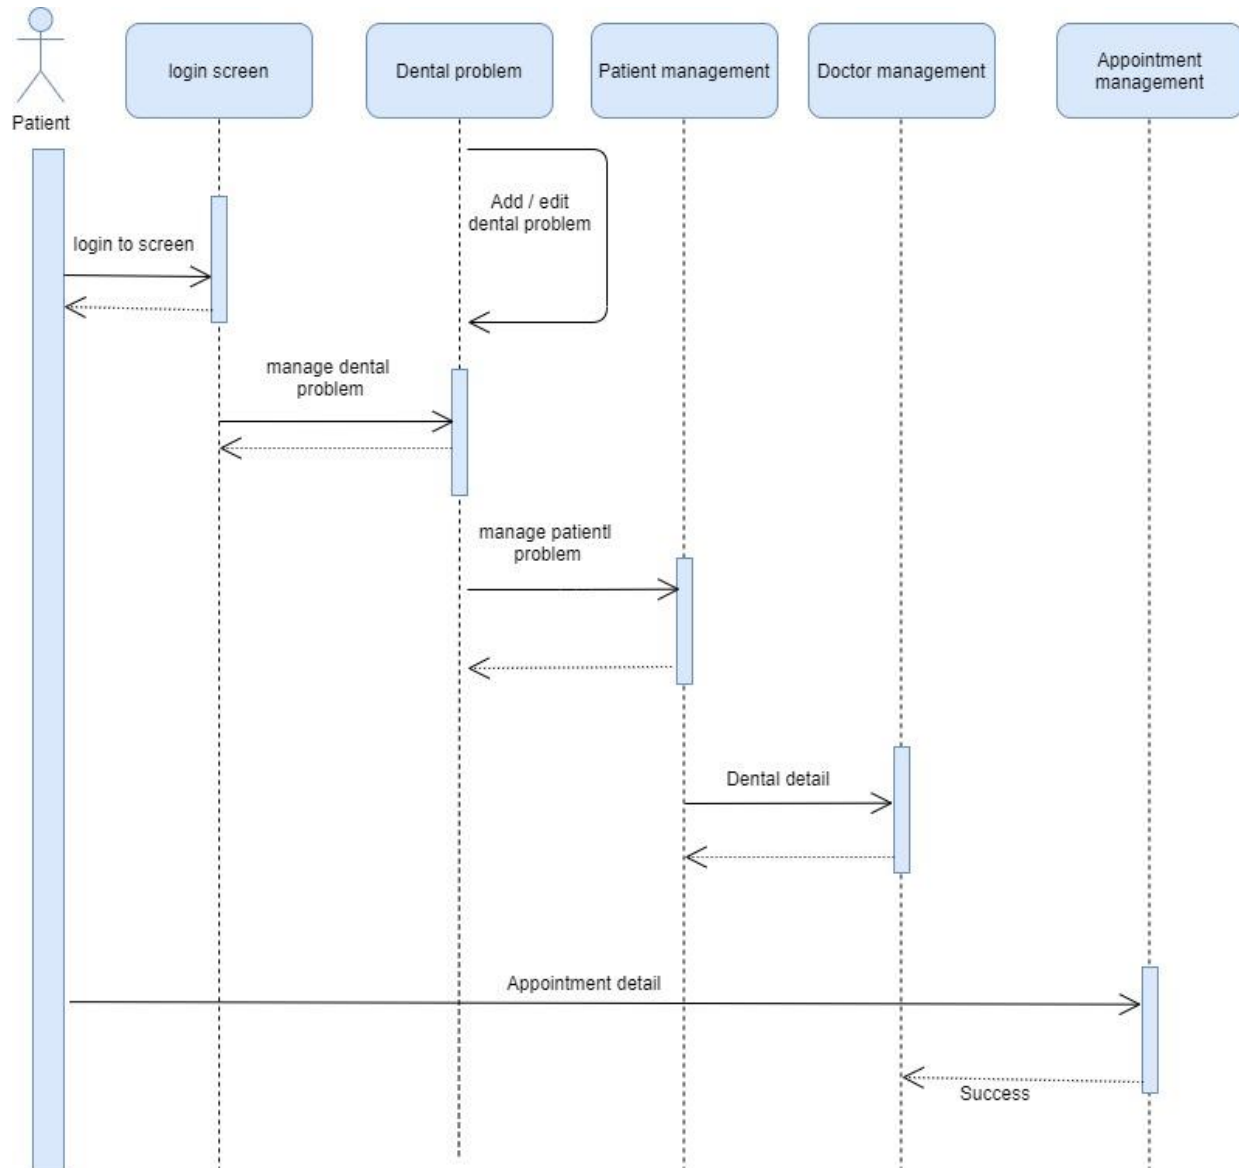 login screen
Dental problem
Patient management
Doctor management
Appointment
management
Patient
Add / edit
dental problem
login to screen
manage dental
problem
manage patientl
problem
Dental detail
Appointment detail
Success